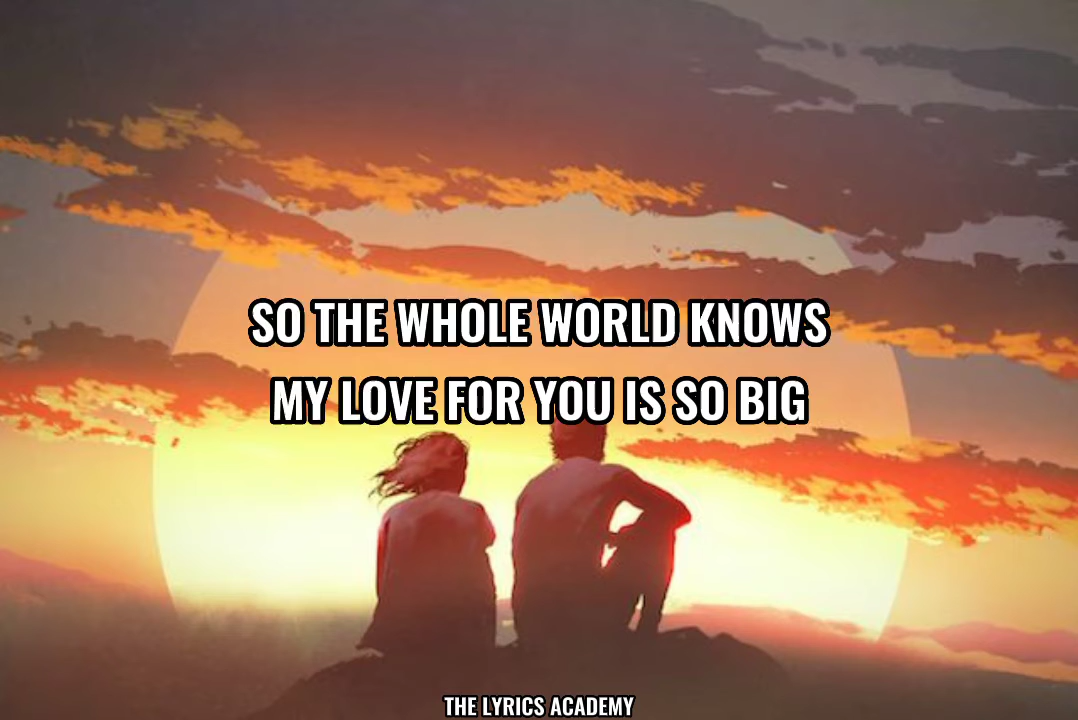 SO THE WHOLE WORLD KNOWS
MY LOVE FOR YOU IS SO BIG
THE LYRICS ACADEMY